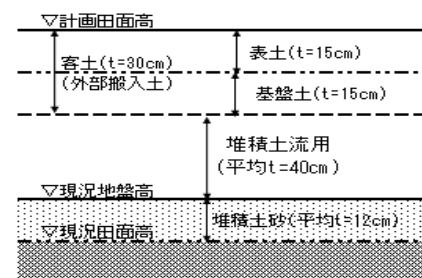 ▽計画田面高
客土(t=30cm)
(外部搬入土)
表土(t=15cm)
基盤土(t=15cm)
堆積土流用
(平均t=40cm)
▽現況地盤高
堆積土砂(平均t=12cm)
▽現況田面高